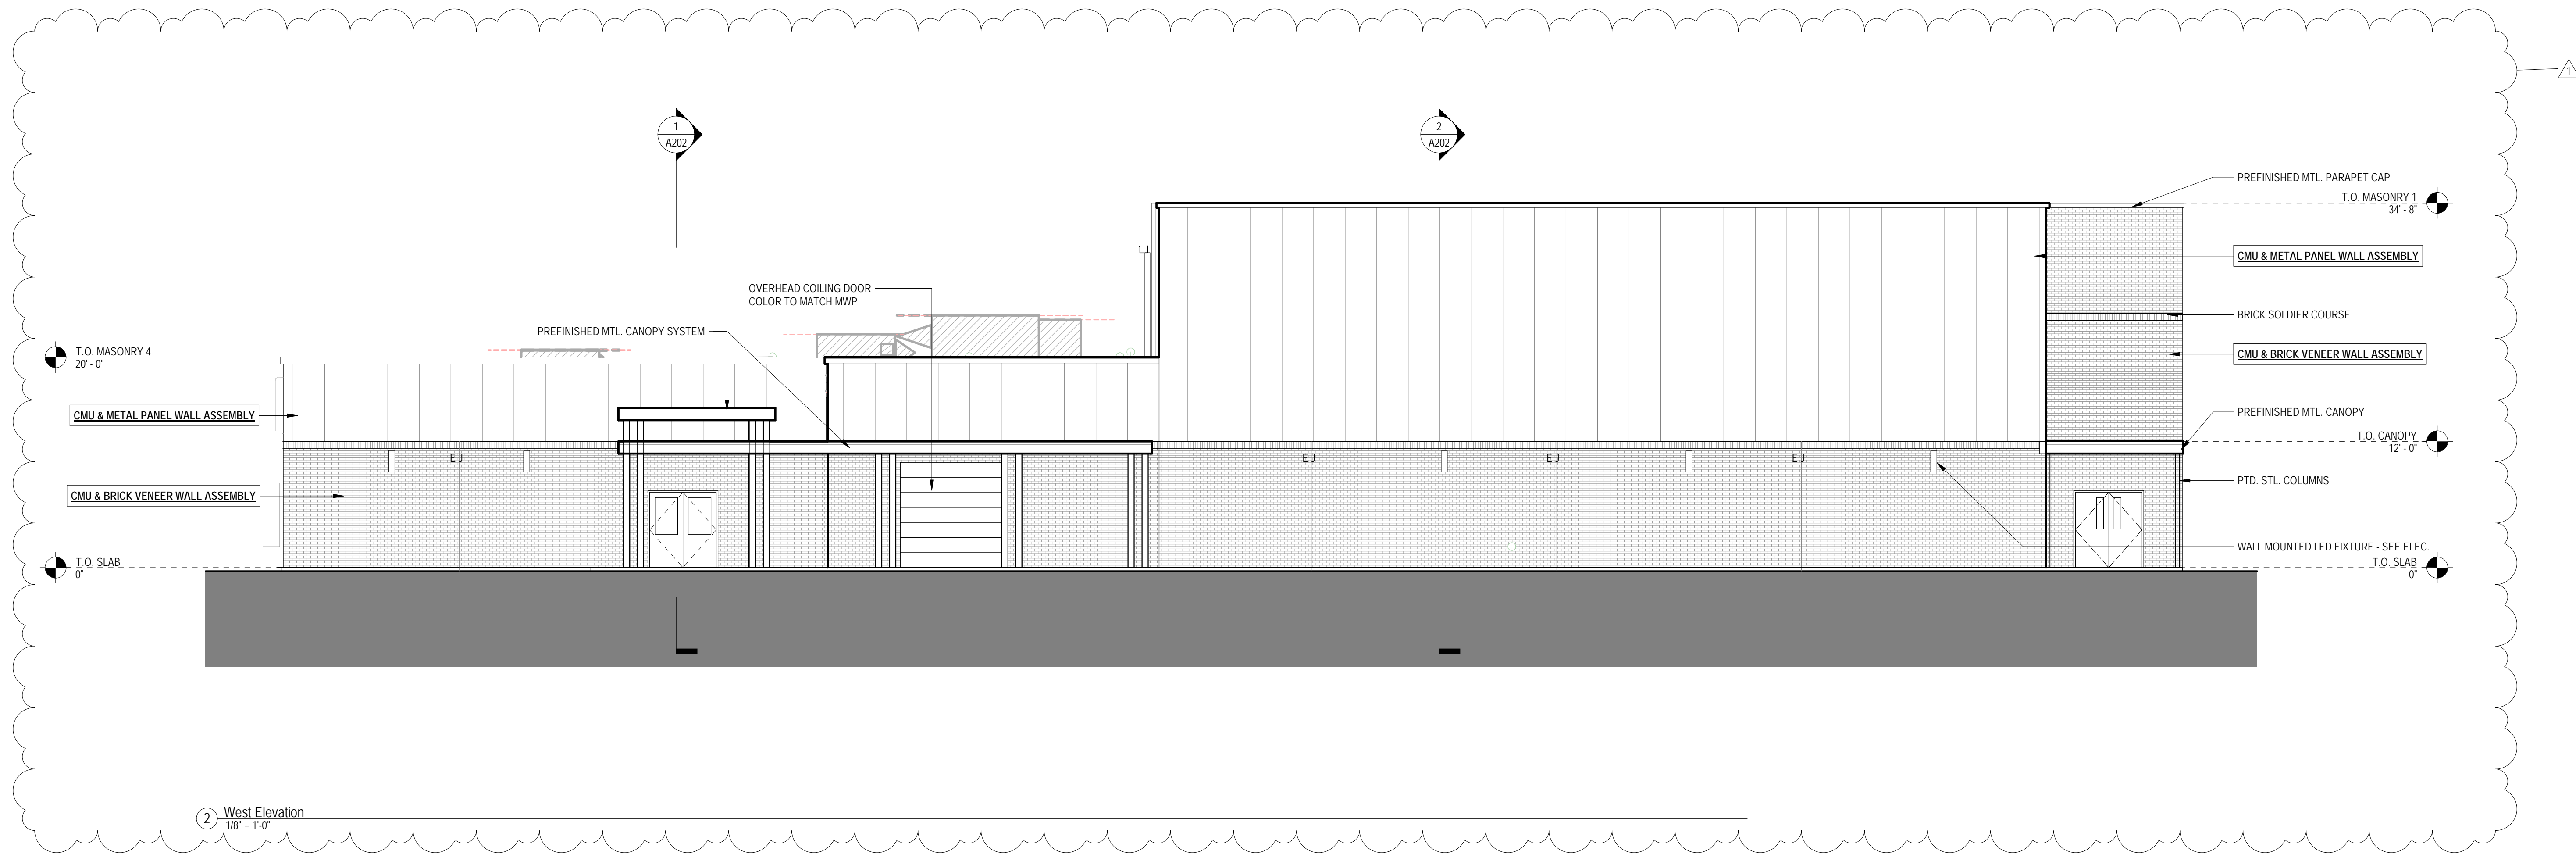 1
1
A202
2
A202
PREFINISHED MTL. PARAPET CAP
T.O. MASONRY 1
34' - 8"
CMU & METAL PANEL WALL ASSEMBLY
OVERHEAD COILING DOOR
COLOR TO MATCH MWP
BRICK SOLDIER COURSE
PREFINISHED MTL. CANOPY SYSTEM
T.O. MASONRY 4
20' - 0"
CMU & BRICK VENEER WALL ASSEMBLY
CMU & METAL PANEL WALL ASSEMBLY
PREFINISHED MTL. CANOPY
T.O. CANOPY
12' - 0"
EJ
EJ
EJ
EJ
PTD. STL. COLUMNS
CMU & BRICK VENEER WALL ASSEMBLY
WALL MOUNTED LED FIXTURE - SEE ELEC.
T.O. SLAB
0"
T.O. SLAB
0"
2
West Elevation
1/8" = 1'-0"